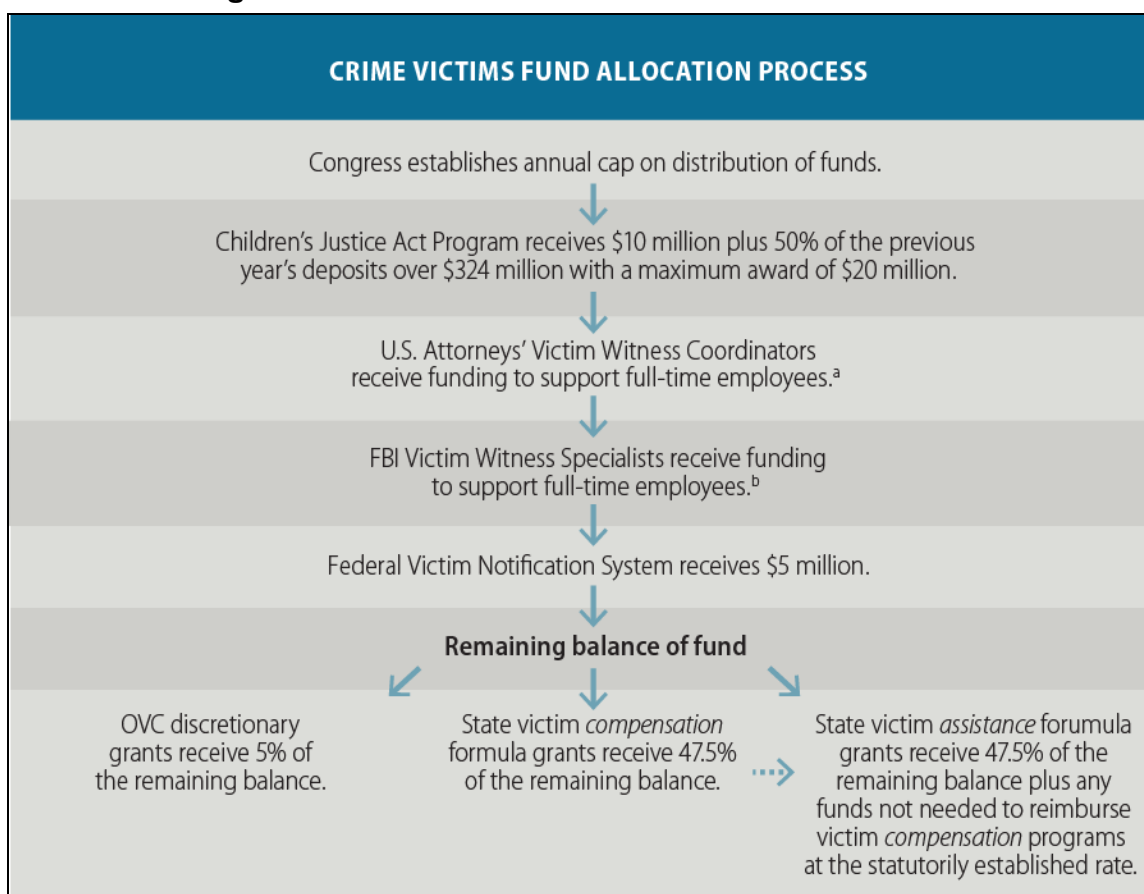 CRIME VICTIMS FUND ALLOCATION PROCESS
Congress establishes annual cap on distribution of funds.
Children's Justice Act Program receives $10 million plus 50% of the previous
year's deposits over $324 million with a maximum award of $20 million.
U.S. Attorneys' Victim Witness Coordinators
receive funding to support full-time employees.ᵃ
FBI Victim Witness Specialists receive funding
to support full-time employees.ᵇ
Federal Victim Notification System receives $5 million.
Remaining balance of fund
OVC discretionary
grants receive 5% of
the remaining balance.
State victim compensation
formula grants receive 47.5%
of the remaining balance.
State victim assistance forumula
grants receive 47.5% of the
remaining balance plus any
funds not needed to reimburse
victim compensation programs
at the statutorily established rate.